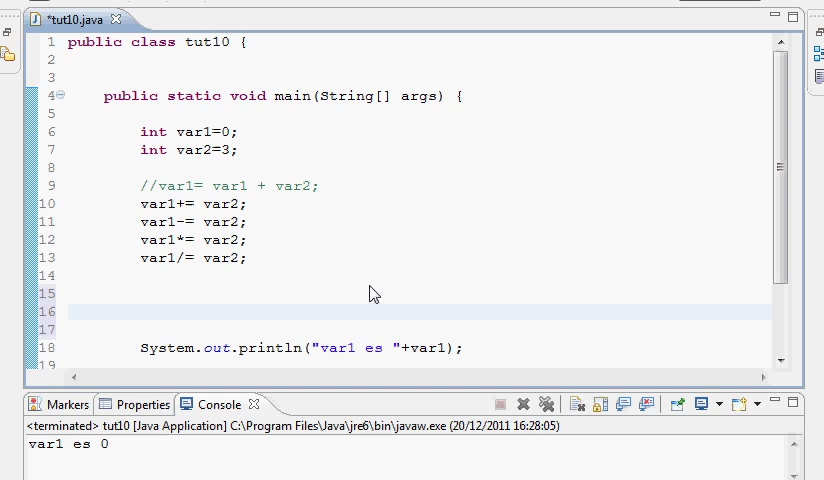 *tut10.java
1 public class tut10 {
2
3
4 public static void main(String[] args) {
5
6 int var1=0;
7 int var2=3;
8
9 //var1= var1 + var2;
10 var1+= var2;
11 var1-= var2;
12 var1*= var2;
13 var1/= var2;
14
15
16
17
18 System.out.println("var1 es "+var1);
19
Markers Properties Console
<terminated> tut10 [Java Application] C:\Program Files\Java\jre6\bin\javaw.exe (20/12/2011 16:28:05)
var1 es 0